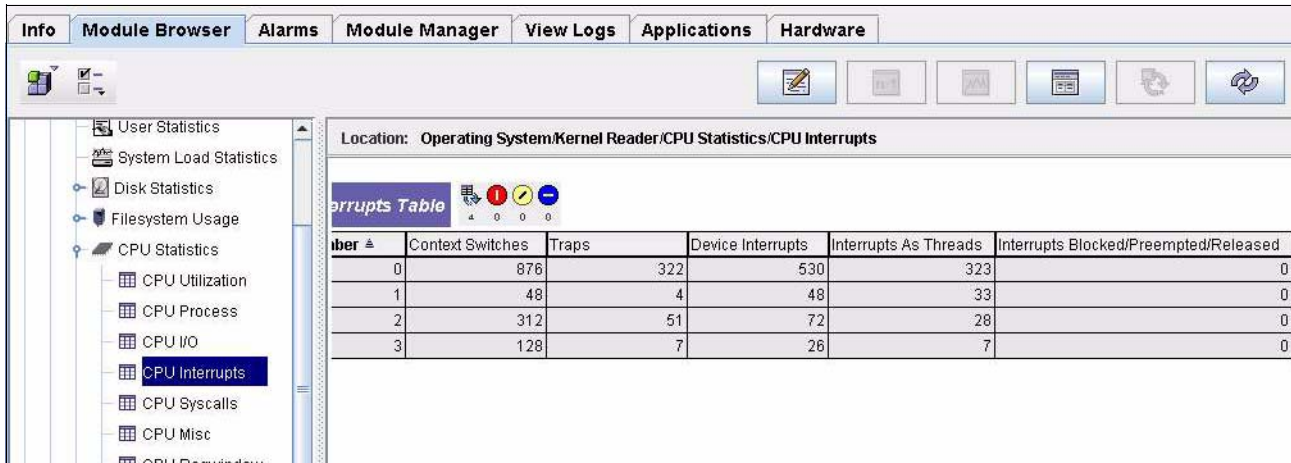 Info Module Browser Alarms Module Manager View Logs Applications Hardware
User Statistics
System Load Statistics
Disk Statistics
Filesystem Usage
CPU Statistics
CPU Utilization
CPU Process
CPU I/O
CPU Interrupts
CPU Syscalls
CPU Misc
Location: Operating System/Kernel Reader/CPU Statistics/CPU Interrupts
errupts Table
4 0 0 0
nber Context Switches Traps Device Interrupts Interrupts As Threads Interrupts Blocked/Preempted/Released
0 876 322 530 323 0
1 48 4 48 33 0
2 312 51 72 28 0
3 128 7 26 7 0